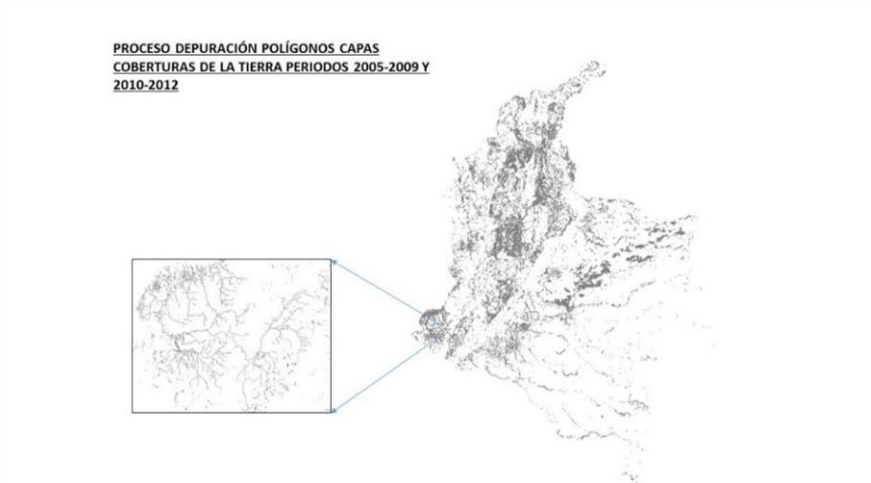 PROCESO DEPURACIÓN POLÍGONOS CAPAS
COBERTURAS DE LA TIERRA PERIODOS 2005-2009 Y
2010-2012